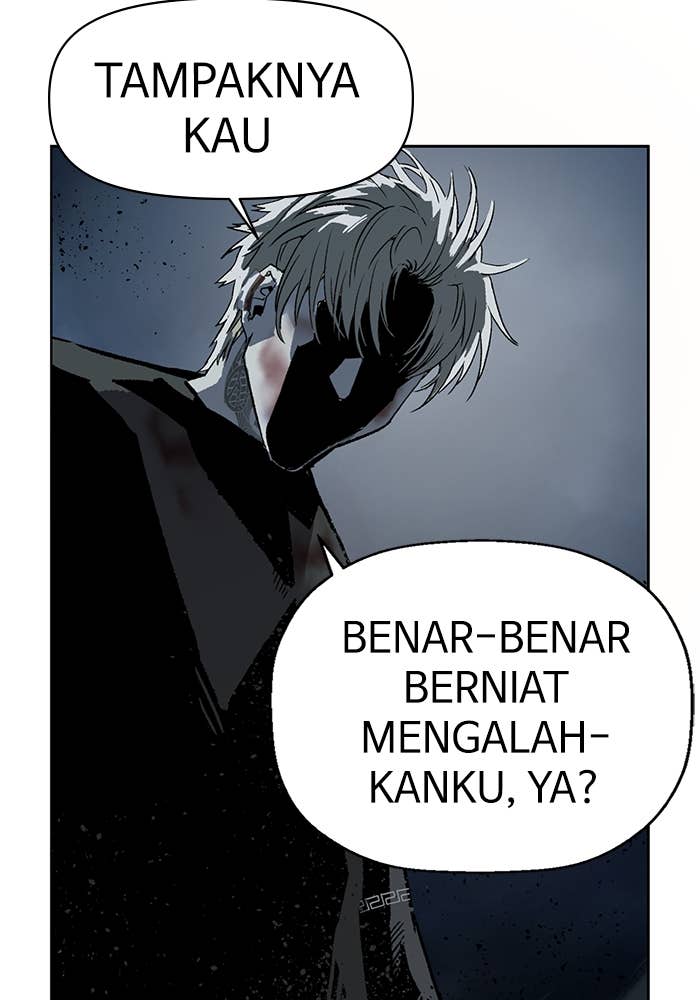 TAMPAKNYA
KAU
BENAR-BENAR
BERNIAT
MENGALAH-
KANKU, YA?